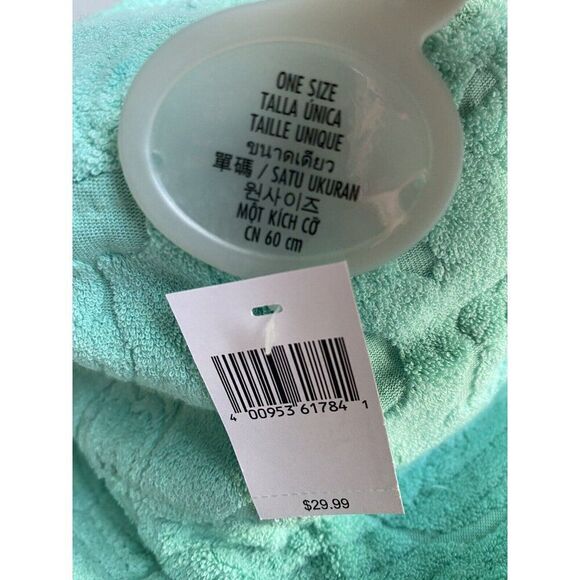 ONE SIZE
TALLA ÚNICA
TAILLE UNIQUE
ขนาดเดียว
單碼 / SATU UKURAN
원사이즈
MỘT KÍCH CỠ
CN 60 cm
4 00953 61784 1
$29.99